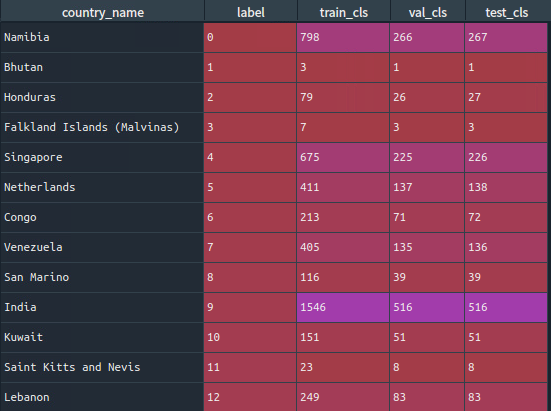 country_name label train_cls val_cls test_cls
Namibia 0 798 266 267
Bhutan 1 3 1 1
Honduras 2 79 26 27
Falkland Islands (Malvinas) 3 7 3 3
Singapore 4 675 225 226
Netherlands 5 411 137 138
Congo 6 213 71 72
Venezuela 7 405 135 136
San Marino 8 116 39 39
India 9 1546 516 516
Kuwait 10 151 51 51
Saint Kitts and Nevis 11 23 8 8
Lebanon 12 249 83 83